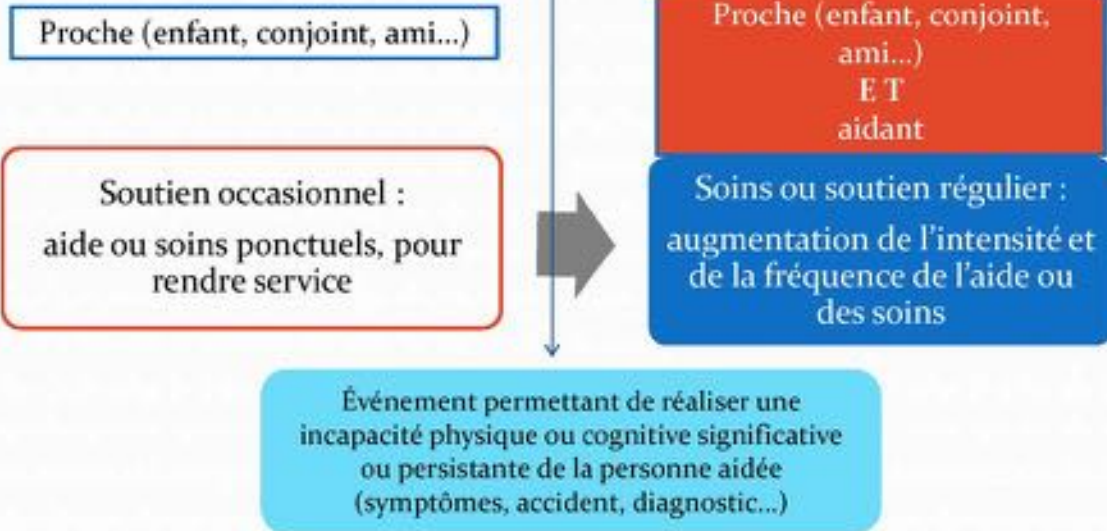 Proche (enfant, conjoint, ami...)
Proche (enfant, conjoint,
ami...)
E T
aidant
Soutien occasionnel :
aide ou soins ponctuels, pour
rendre service
Soins ou soutien régulier :
augmentation de l'intensité et
de la fréquence de l'aide ou
des soins
Événement permettant de réaliser une
incapacité physique ou cognitive significative
ou persistante de la personne aidée
(symptômes, accident, diagnostic...)